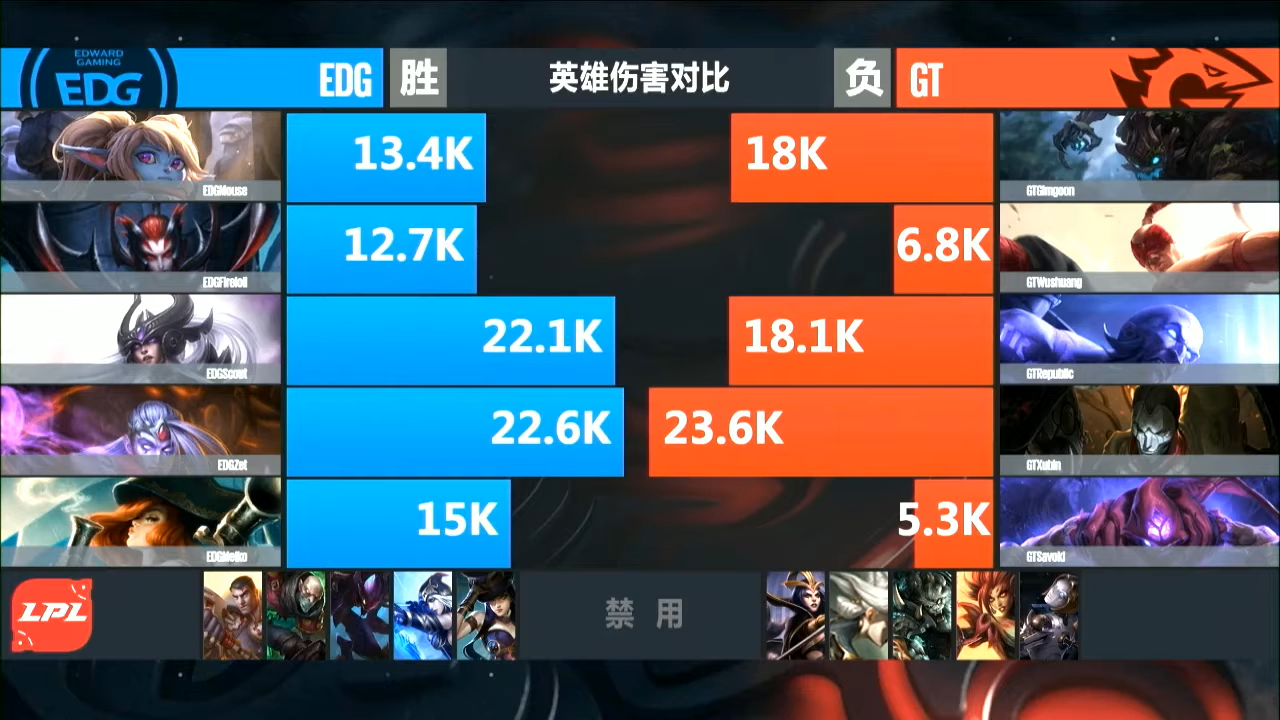 EDWARD
GAMING
EDG
EDG 胜 英雄伤害对比 负 GT
13.4K 18K
EDGMouse GTGimgoon
12.7K 6.8K
EDGFireloli GTWushuang
22.1K 18.1K
EDGScout GTRepublic
22.6K 23.6K
EDGZet GTXubin
15K 5.3K
EDGMeiko GTSavoki
LPL 禁用